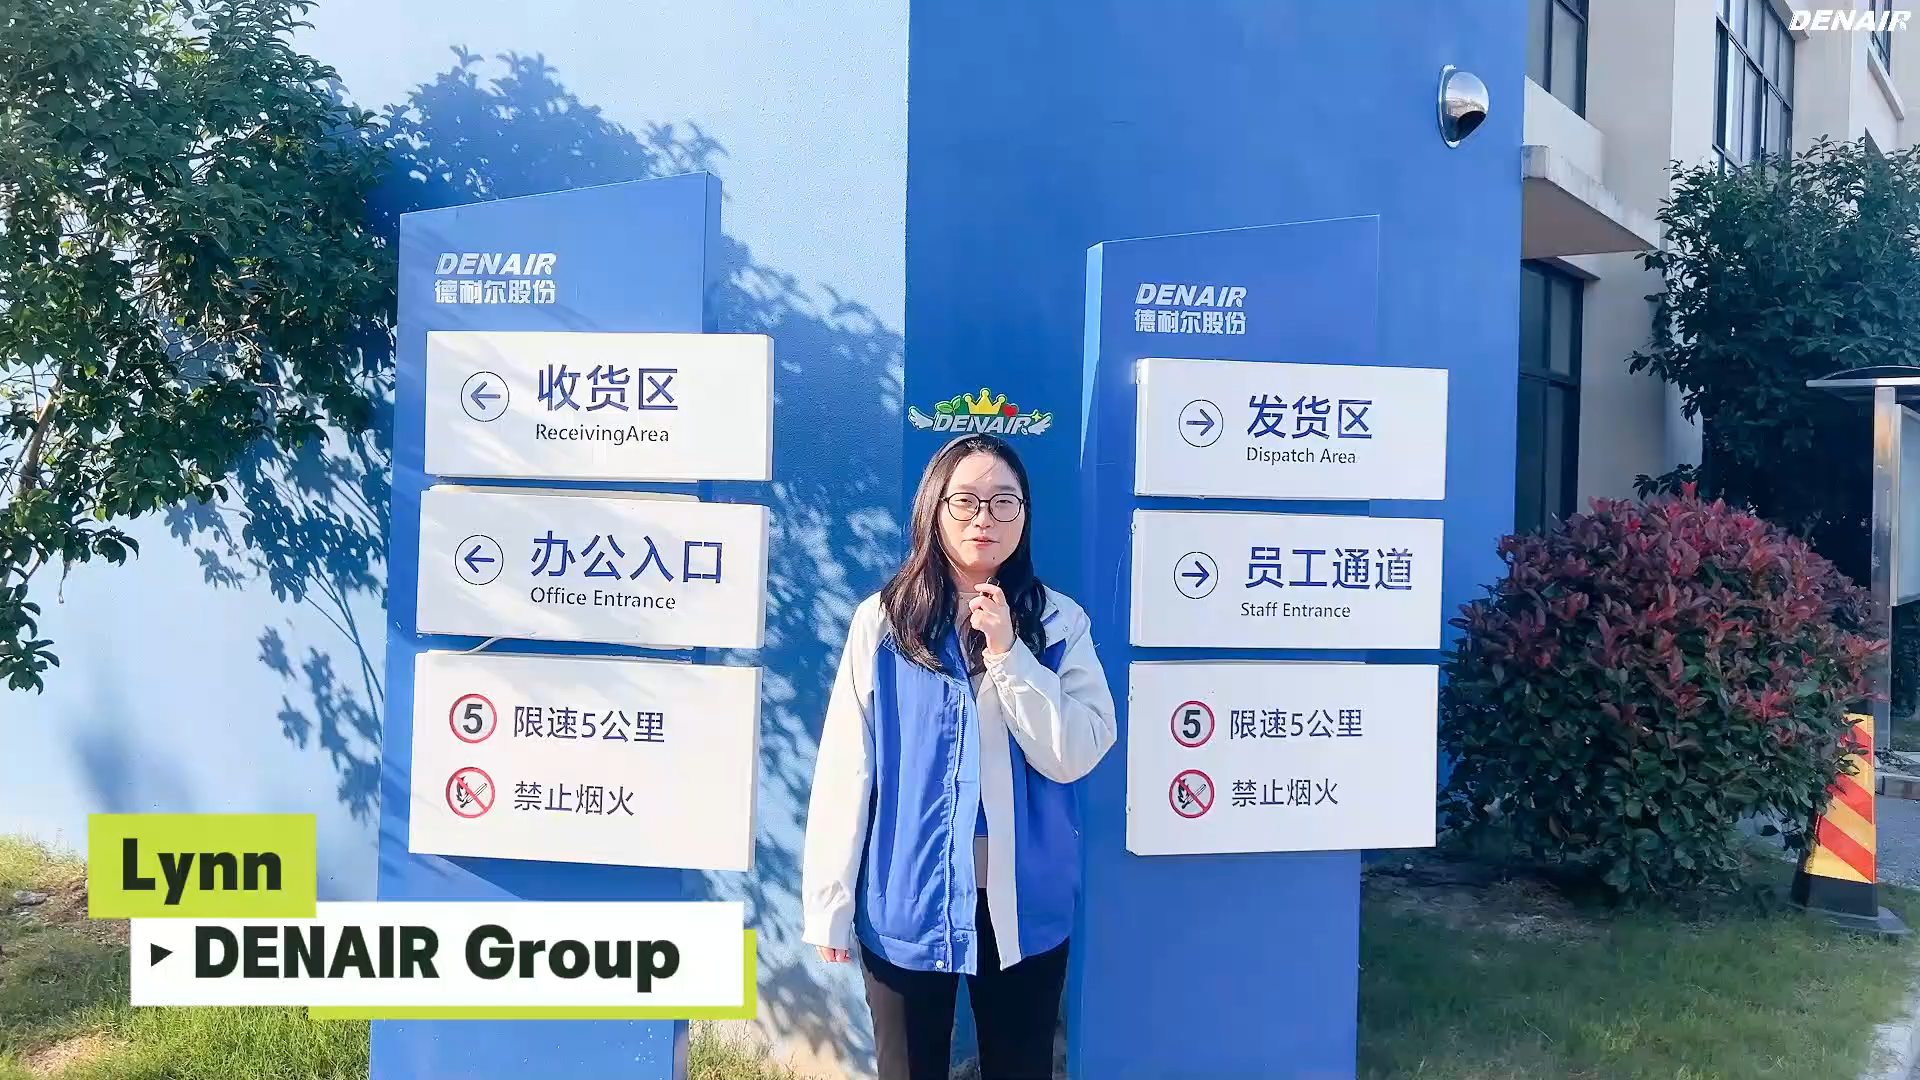 DENAIR
DENAIR
德耐尔股份
收货区
ReceivingArea
办公入口
Office Entrance
5 限速5公里
禁止烟火
DENAIR
DENAIR
德耐尔股份
发货区
Dispatch Area
员工通道
Staff Entrance
5 限速5公里
禁止烟火
Lynn
DENAIR Group